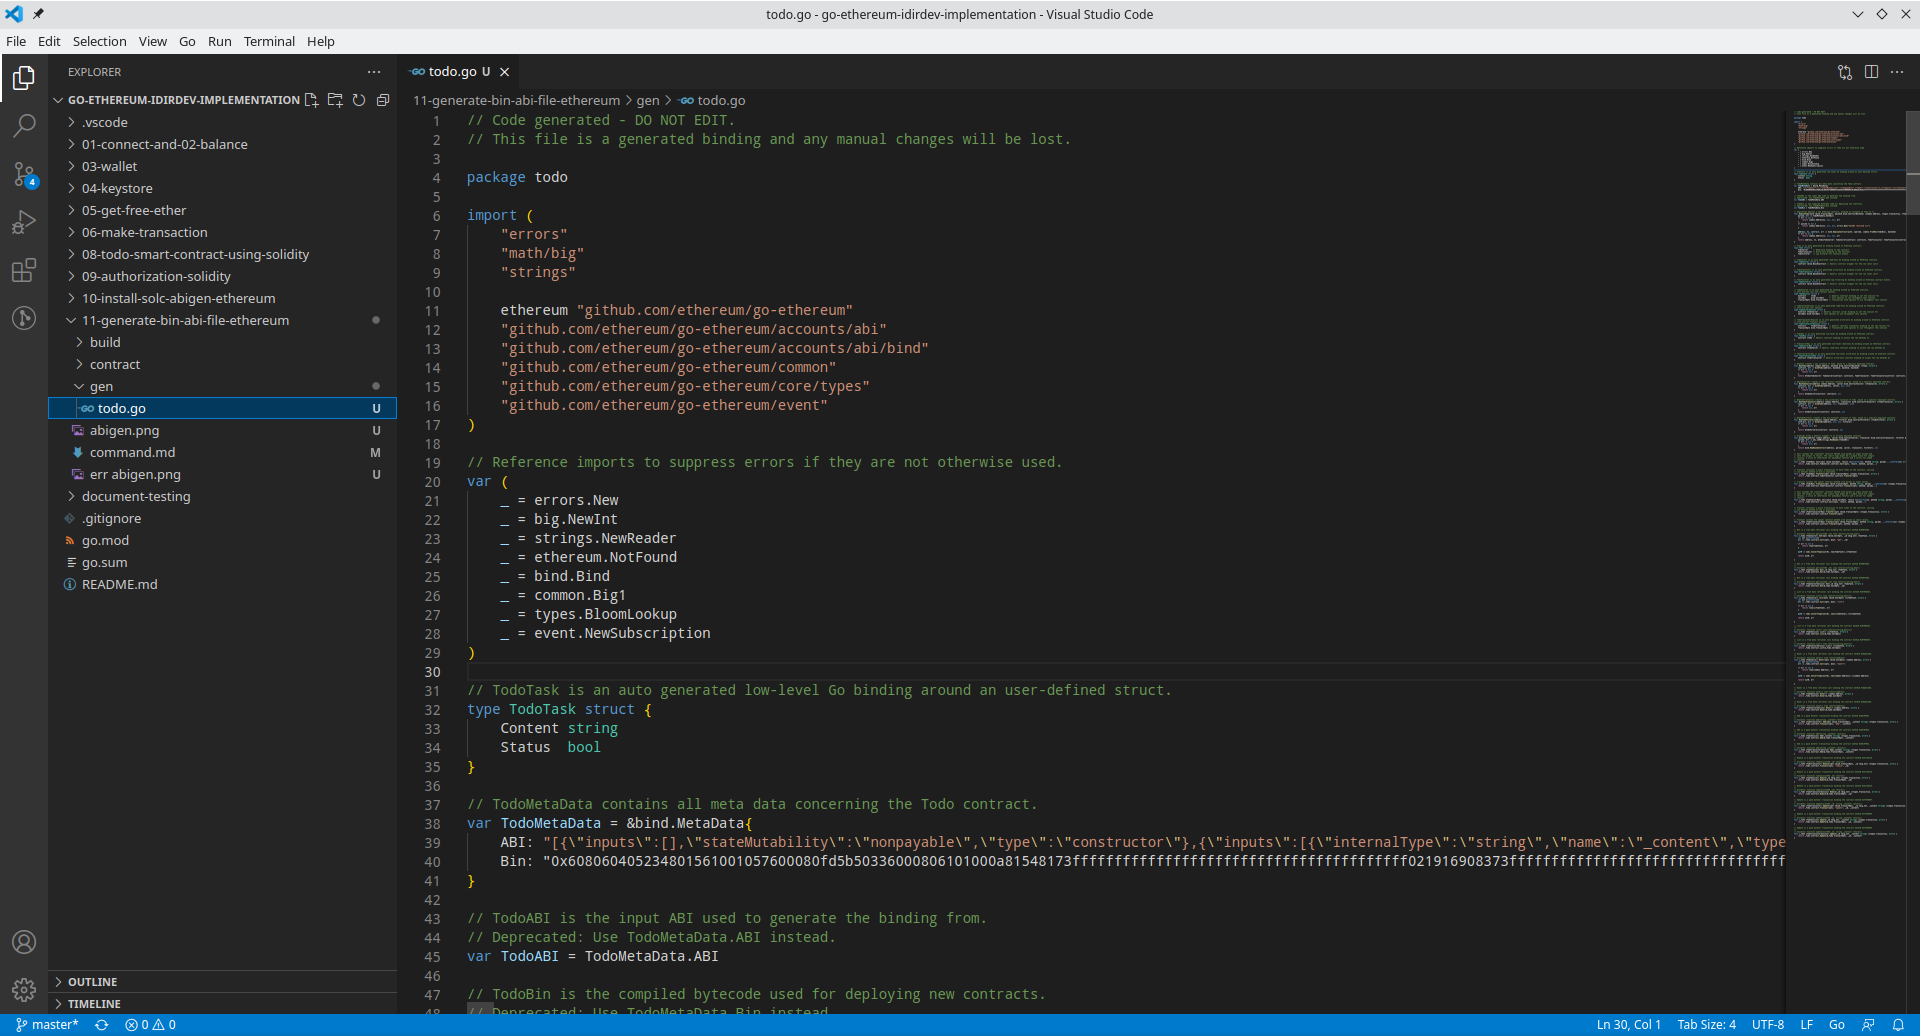 todo.go - go-ethereum-idirdev-implementation - Visual Studio Code
File Edit Selection View Go Run Terminal Help
EXPLORER
GO-ETHEREUM-IDIRDEV-IMPLEMENTATION
.vscode
01-connect-and-02-balance
03-wallet
04-keystore
05-get-free-ether
06-make-transaction
08-todo-smart-contract-using-solidity
09-authorization-solidity
10-install-solc-abigen-ethereum
11-generate-bin-abi-file-ethereum
build
contract
gen
todo.go U
abigen.png U
command.md M
err abigen.png U
document-testing
.gitignore
go.mod
go.sum
README.md
OUTLINE
TIMELINE
4
todo.go U
11-generate-bin-abi-file-ethereum > gen > todo.go
1 // Code generated - DO NOT EDIT.
2 // This file is a generated binding and any manual changes will be lost.
3
4 package todo
5
6 import (
7 "errors"
8 "math/big"
9 "strings"
10
11 ethereum "github.com/ethereum/go-ethereum"
12 "github.com/ethereum/go-ethereum/accounts/abi"
13 "github.com/ethereum/go-ethereum/accounts/abi/bind"
14 "github.com/ethereum/go-ethereum/common"
15 "github.com/ethereum/go-ethereum/core/types"
16 "github.com/ethereum/go-ethereum/event"
17 )
18
19 // Reference imports to suppress errors if they are not otherwise used.
20 var (
21 _ = errors.New
22 _ = big.NewInt
23 _ = strings.NewReader
24 _ = ethereum.NotFound
25 _ = bind.Bind
26 _ = common.Big1
27 _ = types.BloomLookup
28 _ = event.NewSubscription
29 )
30
31 // TodoTask is an auto generated low-level Go binding around an user-defined struct.
32 type TodoTask struct {
33 Content string
34 Status bool
35 }
36
37 // TodoMetaData contains all meta data concerning the Todo contract.
38 var TodoMetaData = &bind.MetaData{
39 ABI: "[{\"inputs\":[],\"stateMutability\":\"nonpayable\",\"type\":\"constructor\"},{\"inputs\":[{\"internalType\":\"string\",\"name\":\"_content\",\"type
40 Bin: "0x608060405234801561001057600080fd5b50336000806101000a81548173ffffffffffffffffffffffffffffffffffffffff021916908373fffffffffffffffffffffffffffffffff
41 }
42
43 // TodoABI is the input ABI used to generate the binding from.
44 // Deprecated: Use TodoMetaData.ABI instead.
45 var TodoABI = TodoMetaData.ABI
46
47 // TodoBin is the compiled bytecode used for deploying new contracts.
48 // Deprecated: Use TodoMetaData.Bin instead.
master* 0 0 Ln 30, Col 1 Tab Size: 4 UTF-8 LF Go